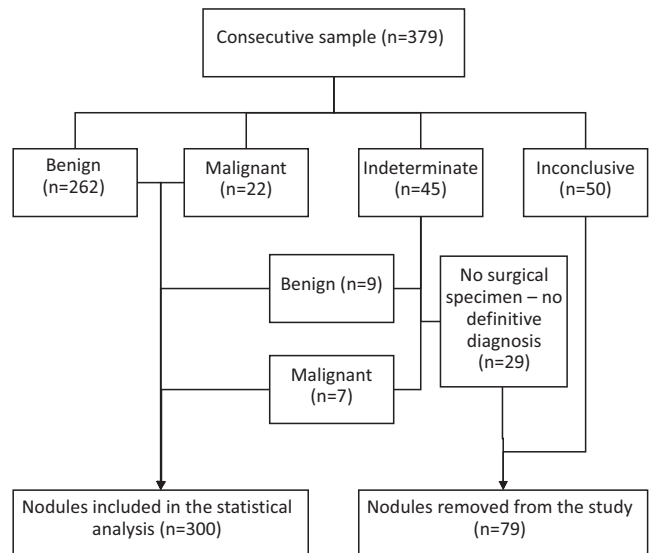 Consecutive sample (n=379)
Benign
(n=262)
Malignant
(n=22)
Indeterminate
(n=45)
Inconclusive
(n=50)
Benign (n=9)
No surgical
specimen – no
definitive
diagnosis
(n=29)
Malignant
(n=7)
Nodules included in the statistical
analysis (n=300)
Nodules removed from the study
(n=79)